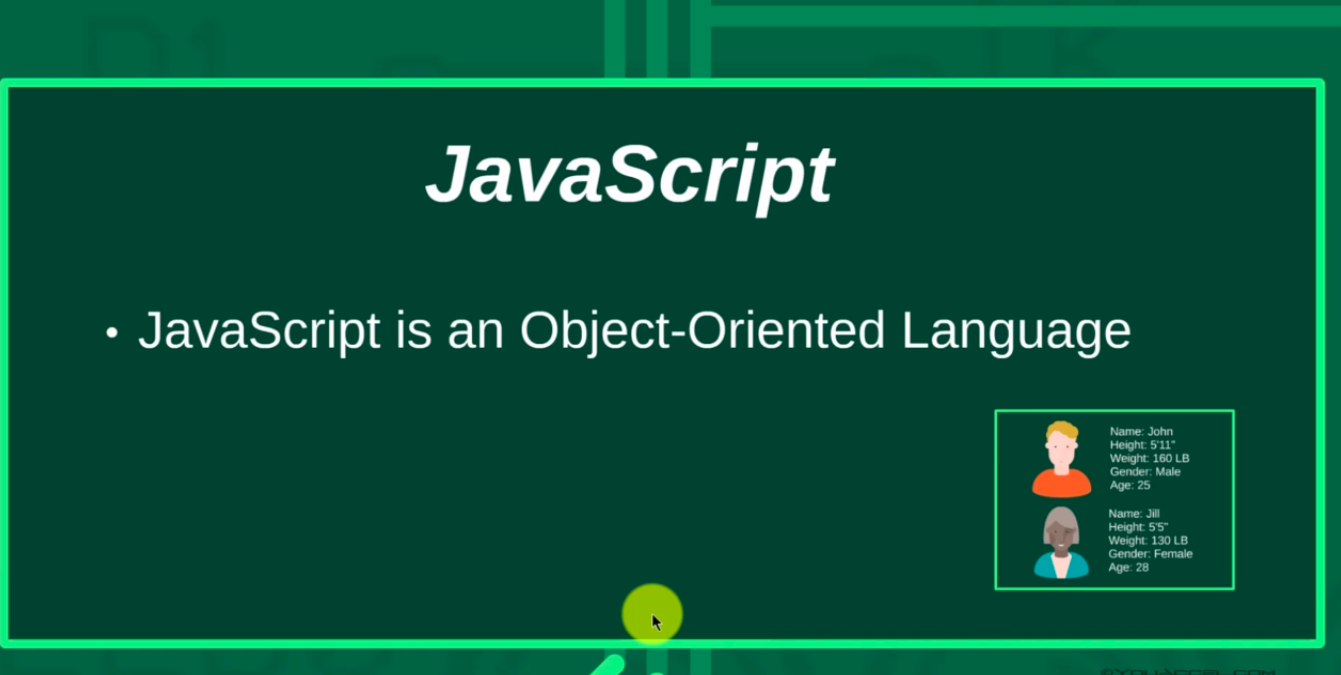 JavaScript
• JavaScript is an Object-Oriented Language
Name: John
Height: 5'11"
Weight: 160 LB
Gender: Male
Age: 25
Name: Jill
Height: 5'5"
Weight: 130 LB
Gender: Female
Age: 28